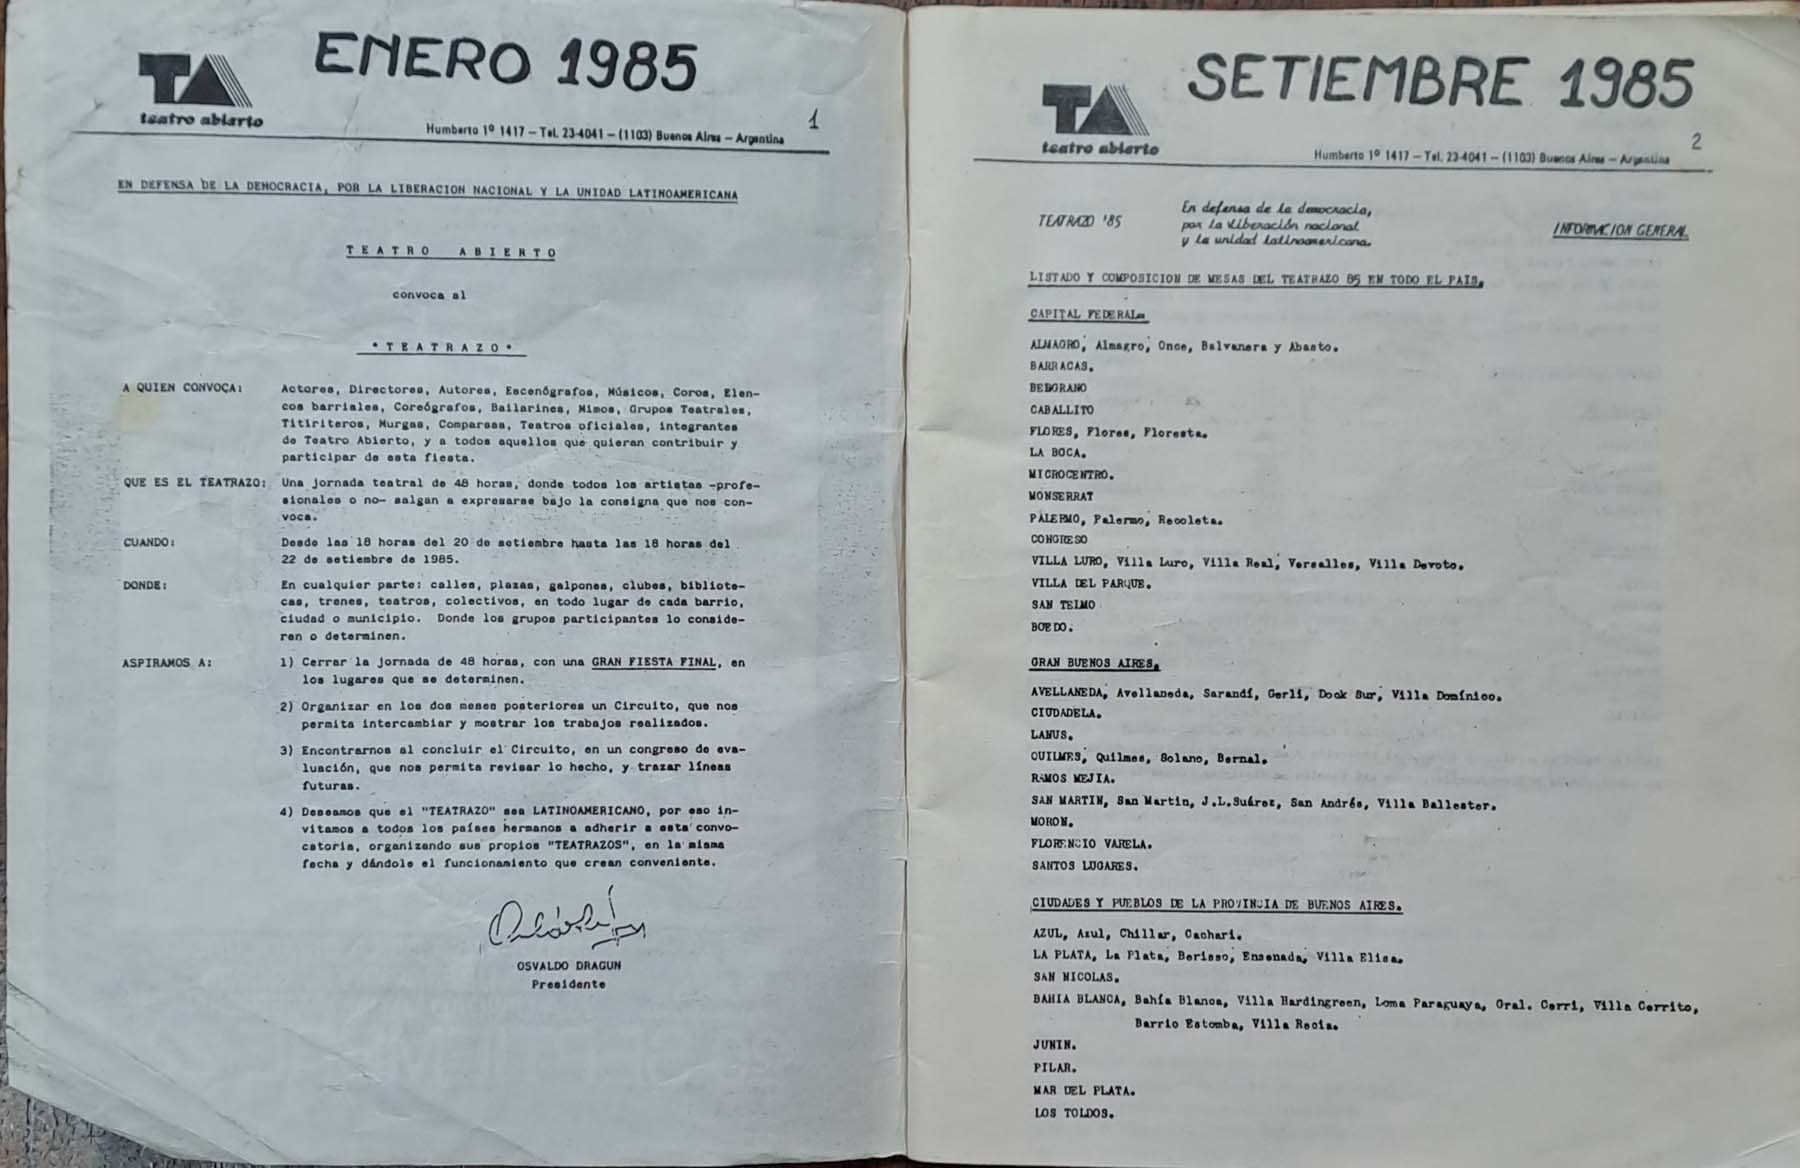 ENERO 1985
TA
teatro abierto
1
Humberto 1º 1417 – Tel. 23-4041 – (1103) Buenos Aires – Argentina
EN DEFENSA DE LA DEMOCRACIA, POR LA LIBERACION NACIONAL Y LA UNIDAD LATINOAMERICANA
TEATRO ABIERTO
convoca al
"TEATRAZO"
A QUIEN CONVOCA: Actores, Directores, Autores, Escenógrafos, Músicos, Coros, Elen-
cos barriales, Coreógrafos, Bailarines, Mimos, Grupos Teatrales,
Titiriteros, Murgas, Comparsas, Teatros oficiales, integrantes
de Teatro Abierto, y a todos aquellos que quieran contribuir y
participar de esta fiesta.
QUE ES EL TEATRAZO: Una jornada teatral de 48 horas, donde todos los artistas -profe-
sionales o no- salgan a expresarse bajo la consigna que nos con-
voca.
CUANDO: Desde las 18 horas del 20 de setiembre hasta las 18 horas del
22 de setiembre de 1985.
DONDE: En cualquier parte: calles, plazas, galpones, clubes, bibliote-
cas, trenes, teatros, colectivos, en todo lugar de cada barrio,
ciudad o municipio. Donde los grupos participantes lo conside-
ren o determinen.
ASPIRAMOS A: 1) Cerrar la jornada de 48 horas, con una GRAN FIESTA FINAL, en
los lugares que se determinen.
2) Organizar en los dos meses posteriores un Circuito, que nos
permita intercambiar y mostrar los trabajos realizados.
3) Encontrarnos al concluir el Circuito, en un congreso de eva-
luación, que nos permita revisar lo hecho, y trazar líneas
futuras.
4) Deseamos que el "TEATRAZO" sea LATINOAMERICANO, por eso in-
vitamos a todos los países hermanos a adherir a esta convo-
catoria, organizando sus propios "TEATRAZOS", en la misma
fecha y dándole el funcionamiento que crean conveniente.
OSVALDO DRAGUN
Presidente
SETIEMBRE 1985
TA
teatro abierto
2
Humberto 1º 1417 – Tel. 23-4041 – (1103) Buenos Aires – Argentina
TEATRAZO '85
En defensa de la democracia,
por la liberación nacional
y la unidad latinoamericana.
INFORMACION GENERAL
LISTADO Y COMPOSICION DE MESAS DEL TEATRAZO 85 EN TODO EL PAIS.
CAPITAL FEDERAL.
ALMAGRO, Almagro, Once, Balvanera y Abasto.
BARRACAS.
BELGRANO
CABALLITO
FLORES, Flores, Floresta.
LA BOCA.
MICROCENTRO.
MONSERRAT
PALERMO, Palermo, Recoleta.
CONGRESO
VILLA LURO, Villa Luro, Villa Real, Versalles, Villa Devoto.
VILLA DEL PARQUE.
SAN TELMO
BOEDO.
GRAN BUENOS AIRES.
AVELLANEDA, Avellaneda, Sarandí, Gerli, Dock Sur, Villa Domínico.
CIUDADELA.
LANUS.
QUILMES, Quilmes, Solano, Bernal.
RAMOS MEJIA.
SAN MARTIN, San Martin, J.L.Suárez, San Andrés, Villa Ballester.
MORON.
FLORENCIO VARELA.
SANTOS LUGARES.
CIUDADES Y PUEBLOS DE LA PROVINCIA DE BUENOS AIRES.
AZUL, Azul, Chillar, Cachari.
LA PLATA, La Plata, Berisso, Ensenada, Villa Elisa.
SAN NICOLAS.
BAHIA BLANCA, Bahía Blanca, Villa Hardingreen, Loma Paraguaya, Gral. Cerri, Villa Cerrito,
Barrio Estomba, Villa Recia.
JUNIN.
PILAR.
MAR DEL PLATA.
LOS TOLDOS.